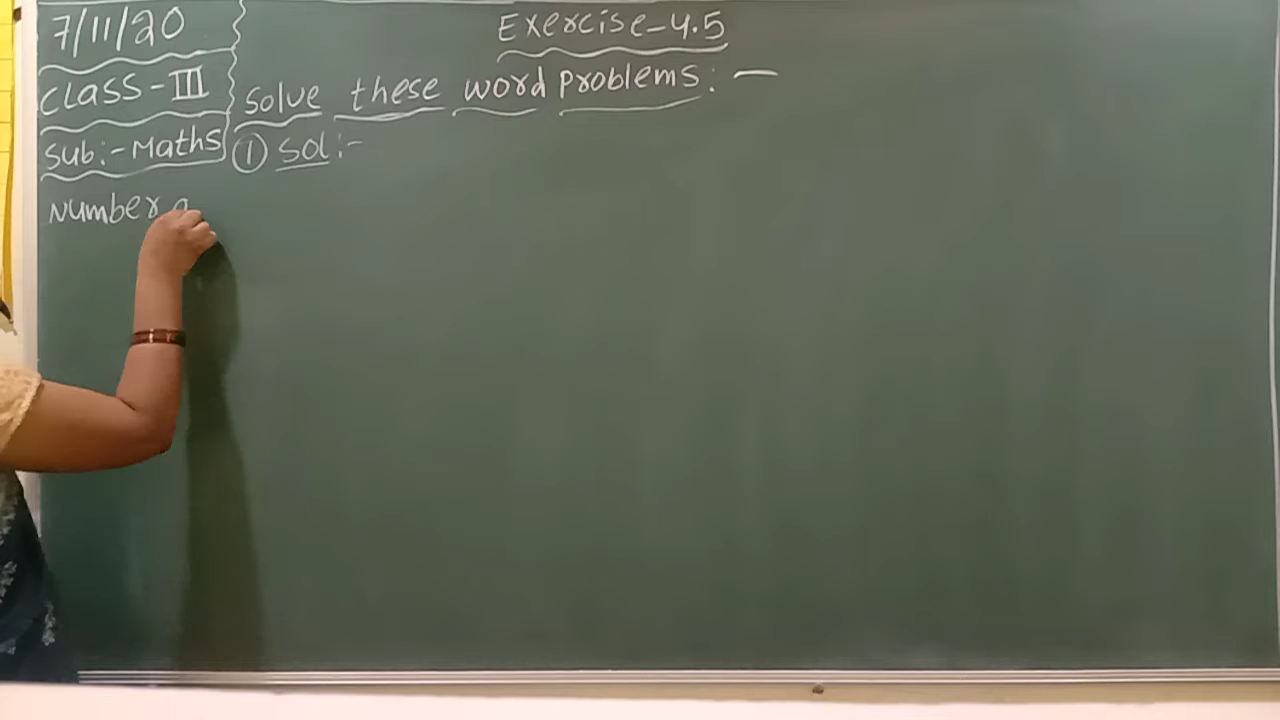 7/11/20
Exercise-4.5
Class-III
Solve these word problems:-
Sub:-Maths
① Sol:-
Number